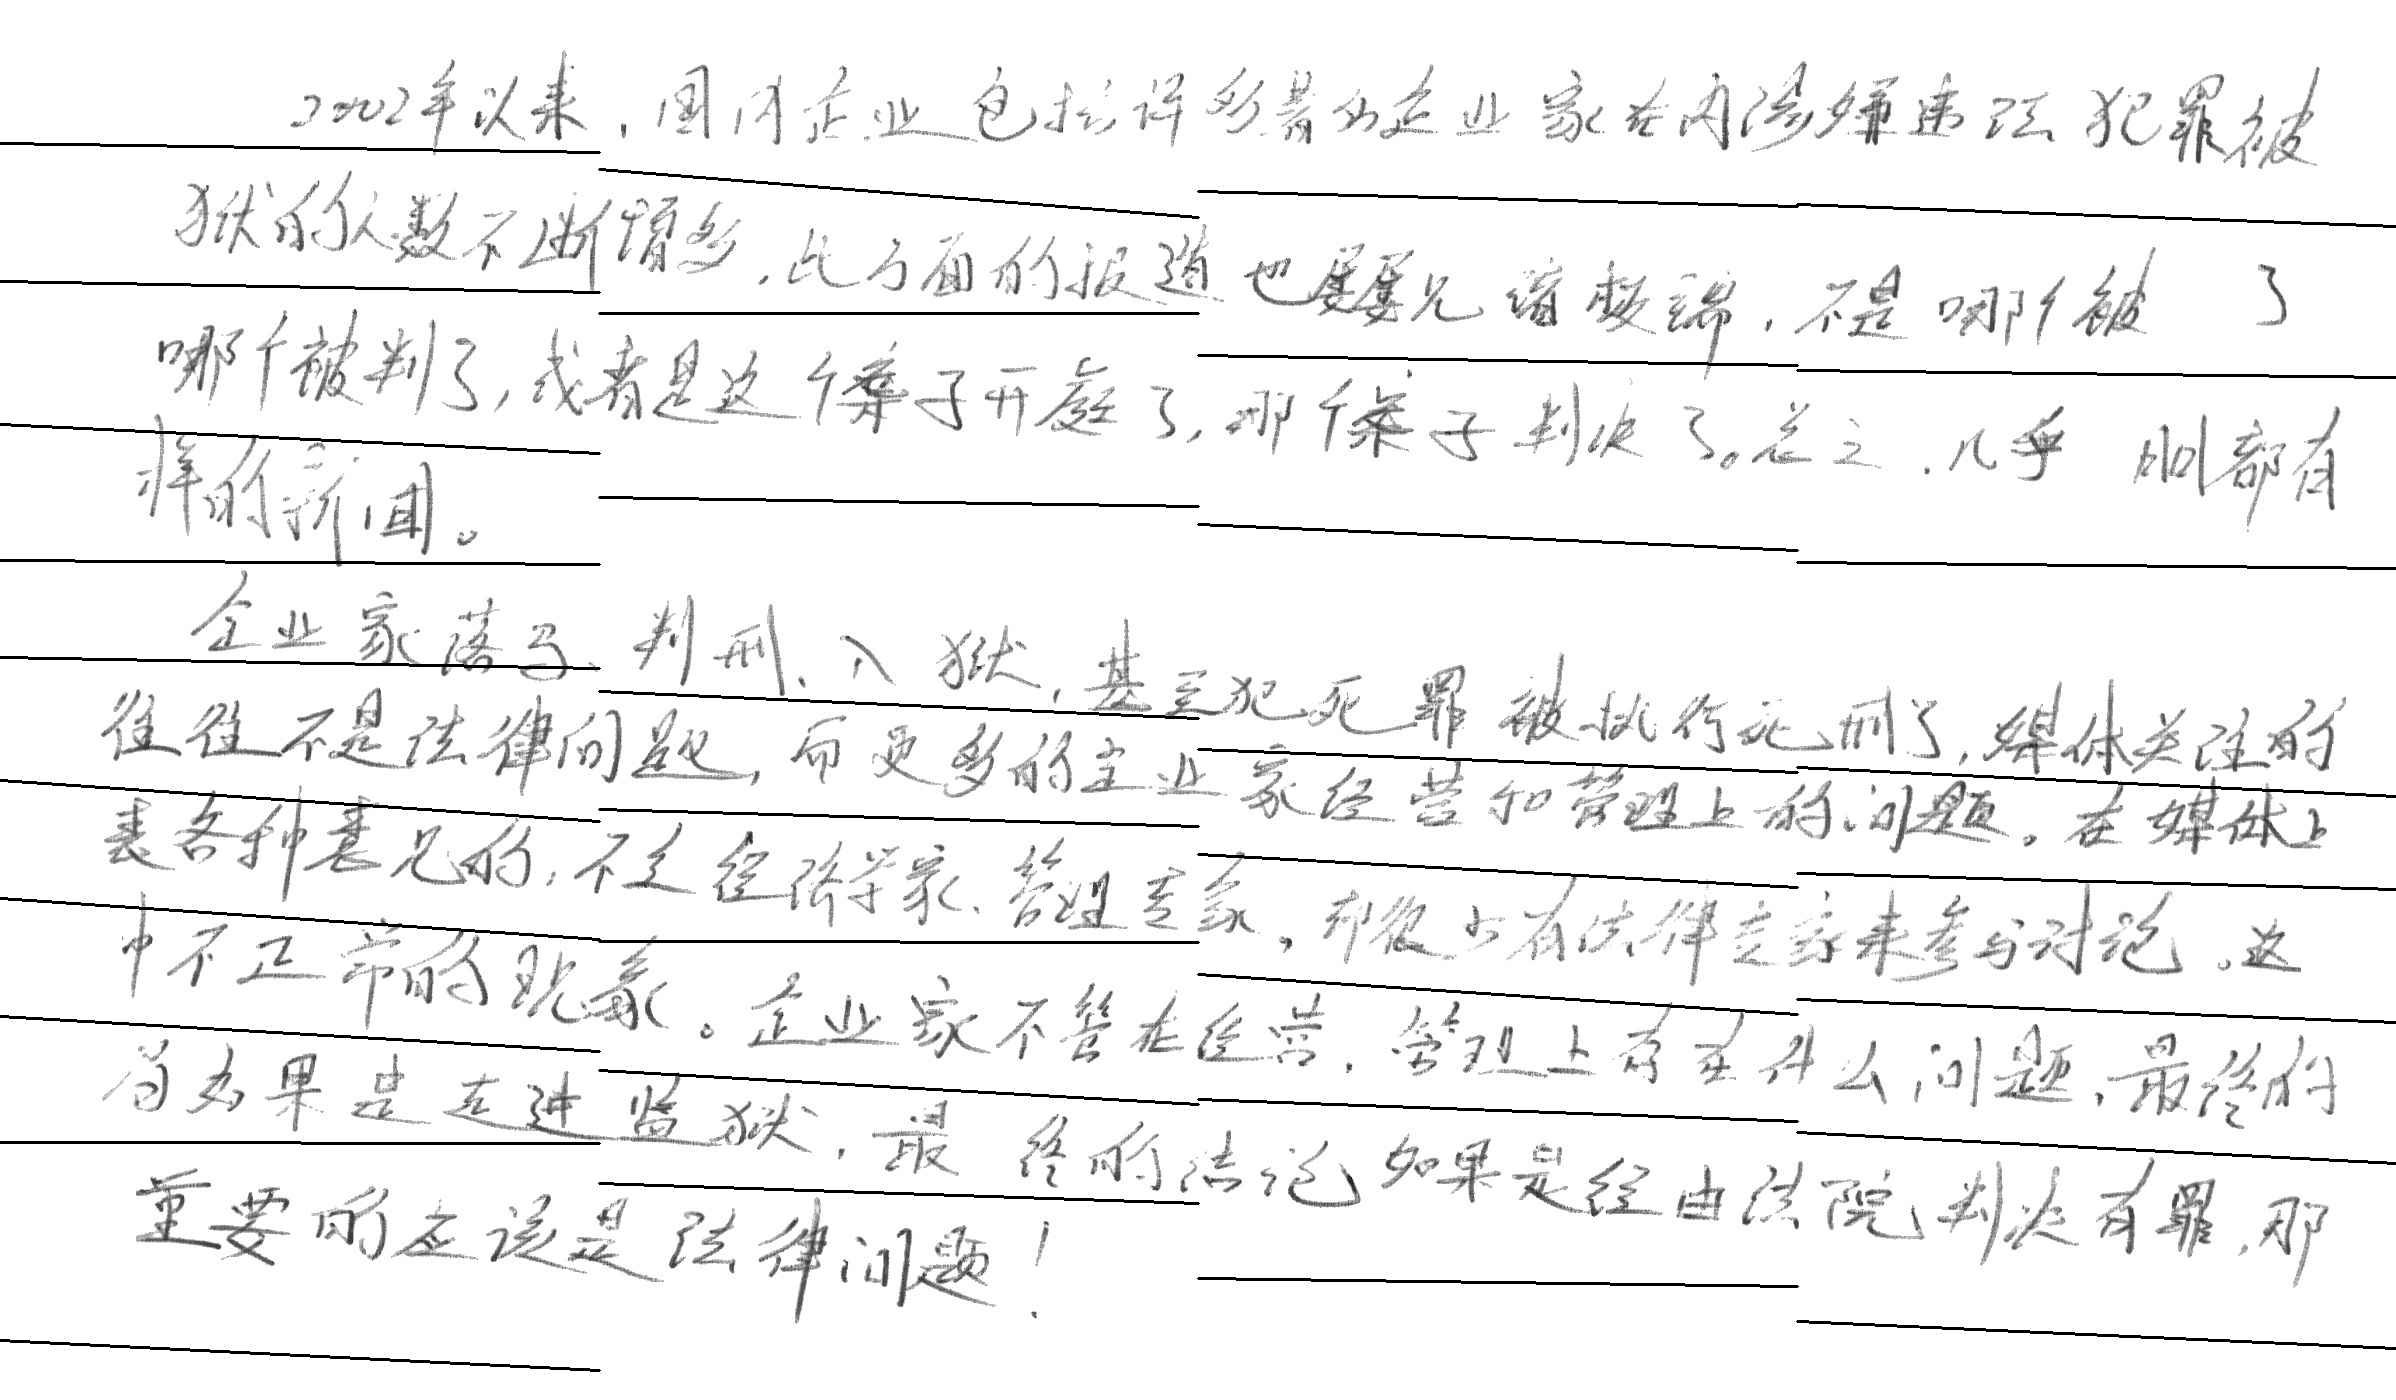 2002年以来，国内企业包括许多著名企业家在内涉嫌违法犯罪被
狱的人数不断增多，此方面的报道也屡屡见诸报端，不是哪个被 了
哪个被判了，或者是这个案子开庭了，那个案子判决了。总之，几乎 都有
样的新闻。
企业家落马、判刑、入狱，甚至犯死罪被执行死刑了，媒体关注的
往往不是法律问题，而更多的企业家经营和管理上的问题。在媒体上
表各种意见的，不是经济学家、管理专家，却很少有法律专家来参与讨论。这
中不正常的现象。企业家不管在经营、管理上存在什么问题，最终的
若如果是走进监狱，最终的结论如果是经由法院判决有罪，那
重要的应该是法律问题！